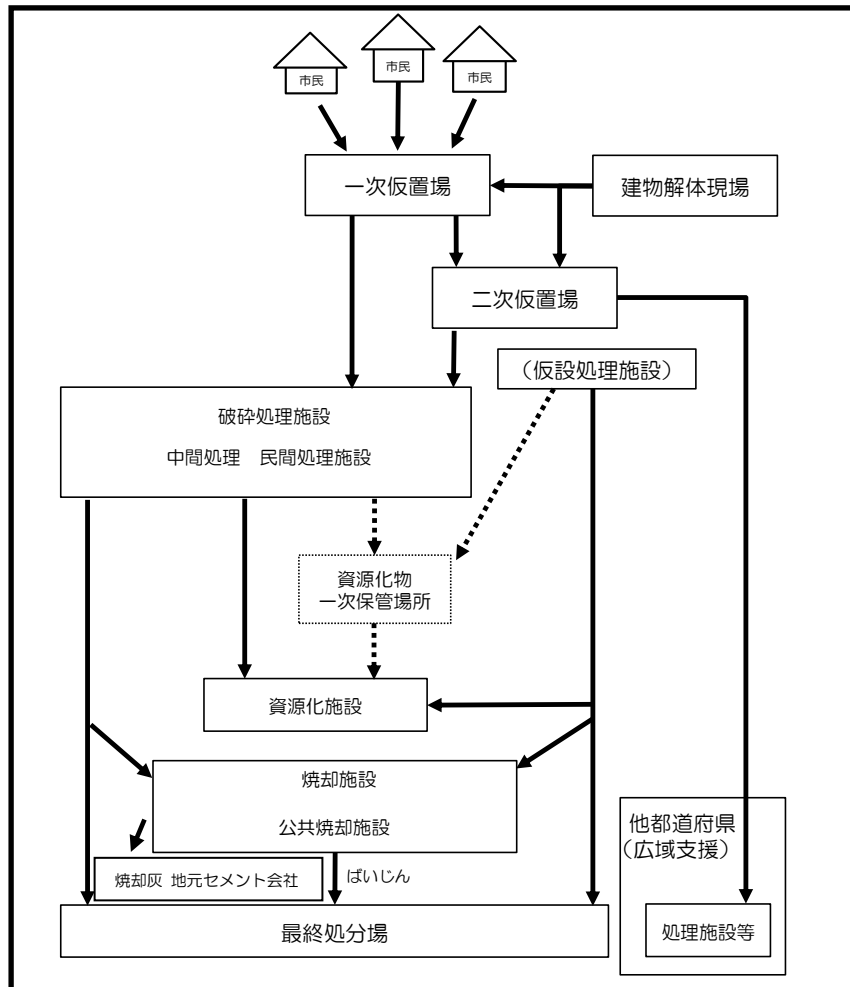 市民
市民
市民
一次仮置場
建物解体現場
二次仮置場
（仮設処理施設）
破砕処理施設
中間処理　民間処理施設
資源化物
一次保管場所
資源化施設
焼却施設
公共焼却施設
他都道府県
（広域支援）
焼却灰 地元セメント会社
ばいじん
最終処分場
処理施設等